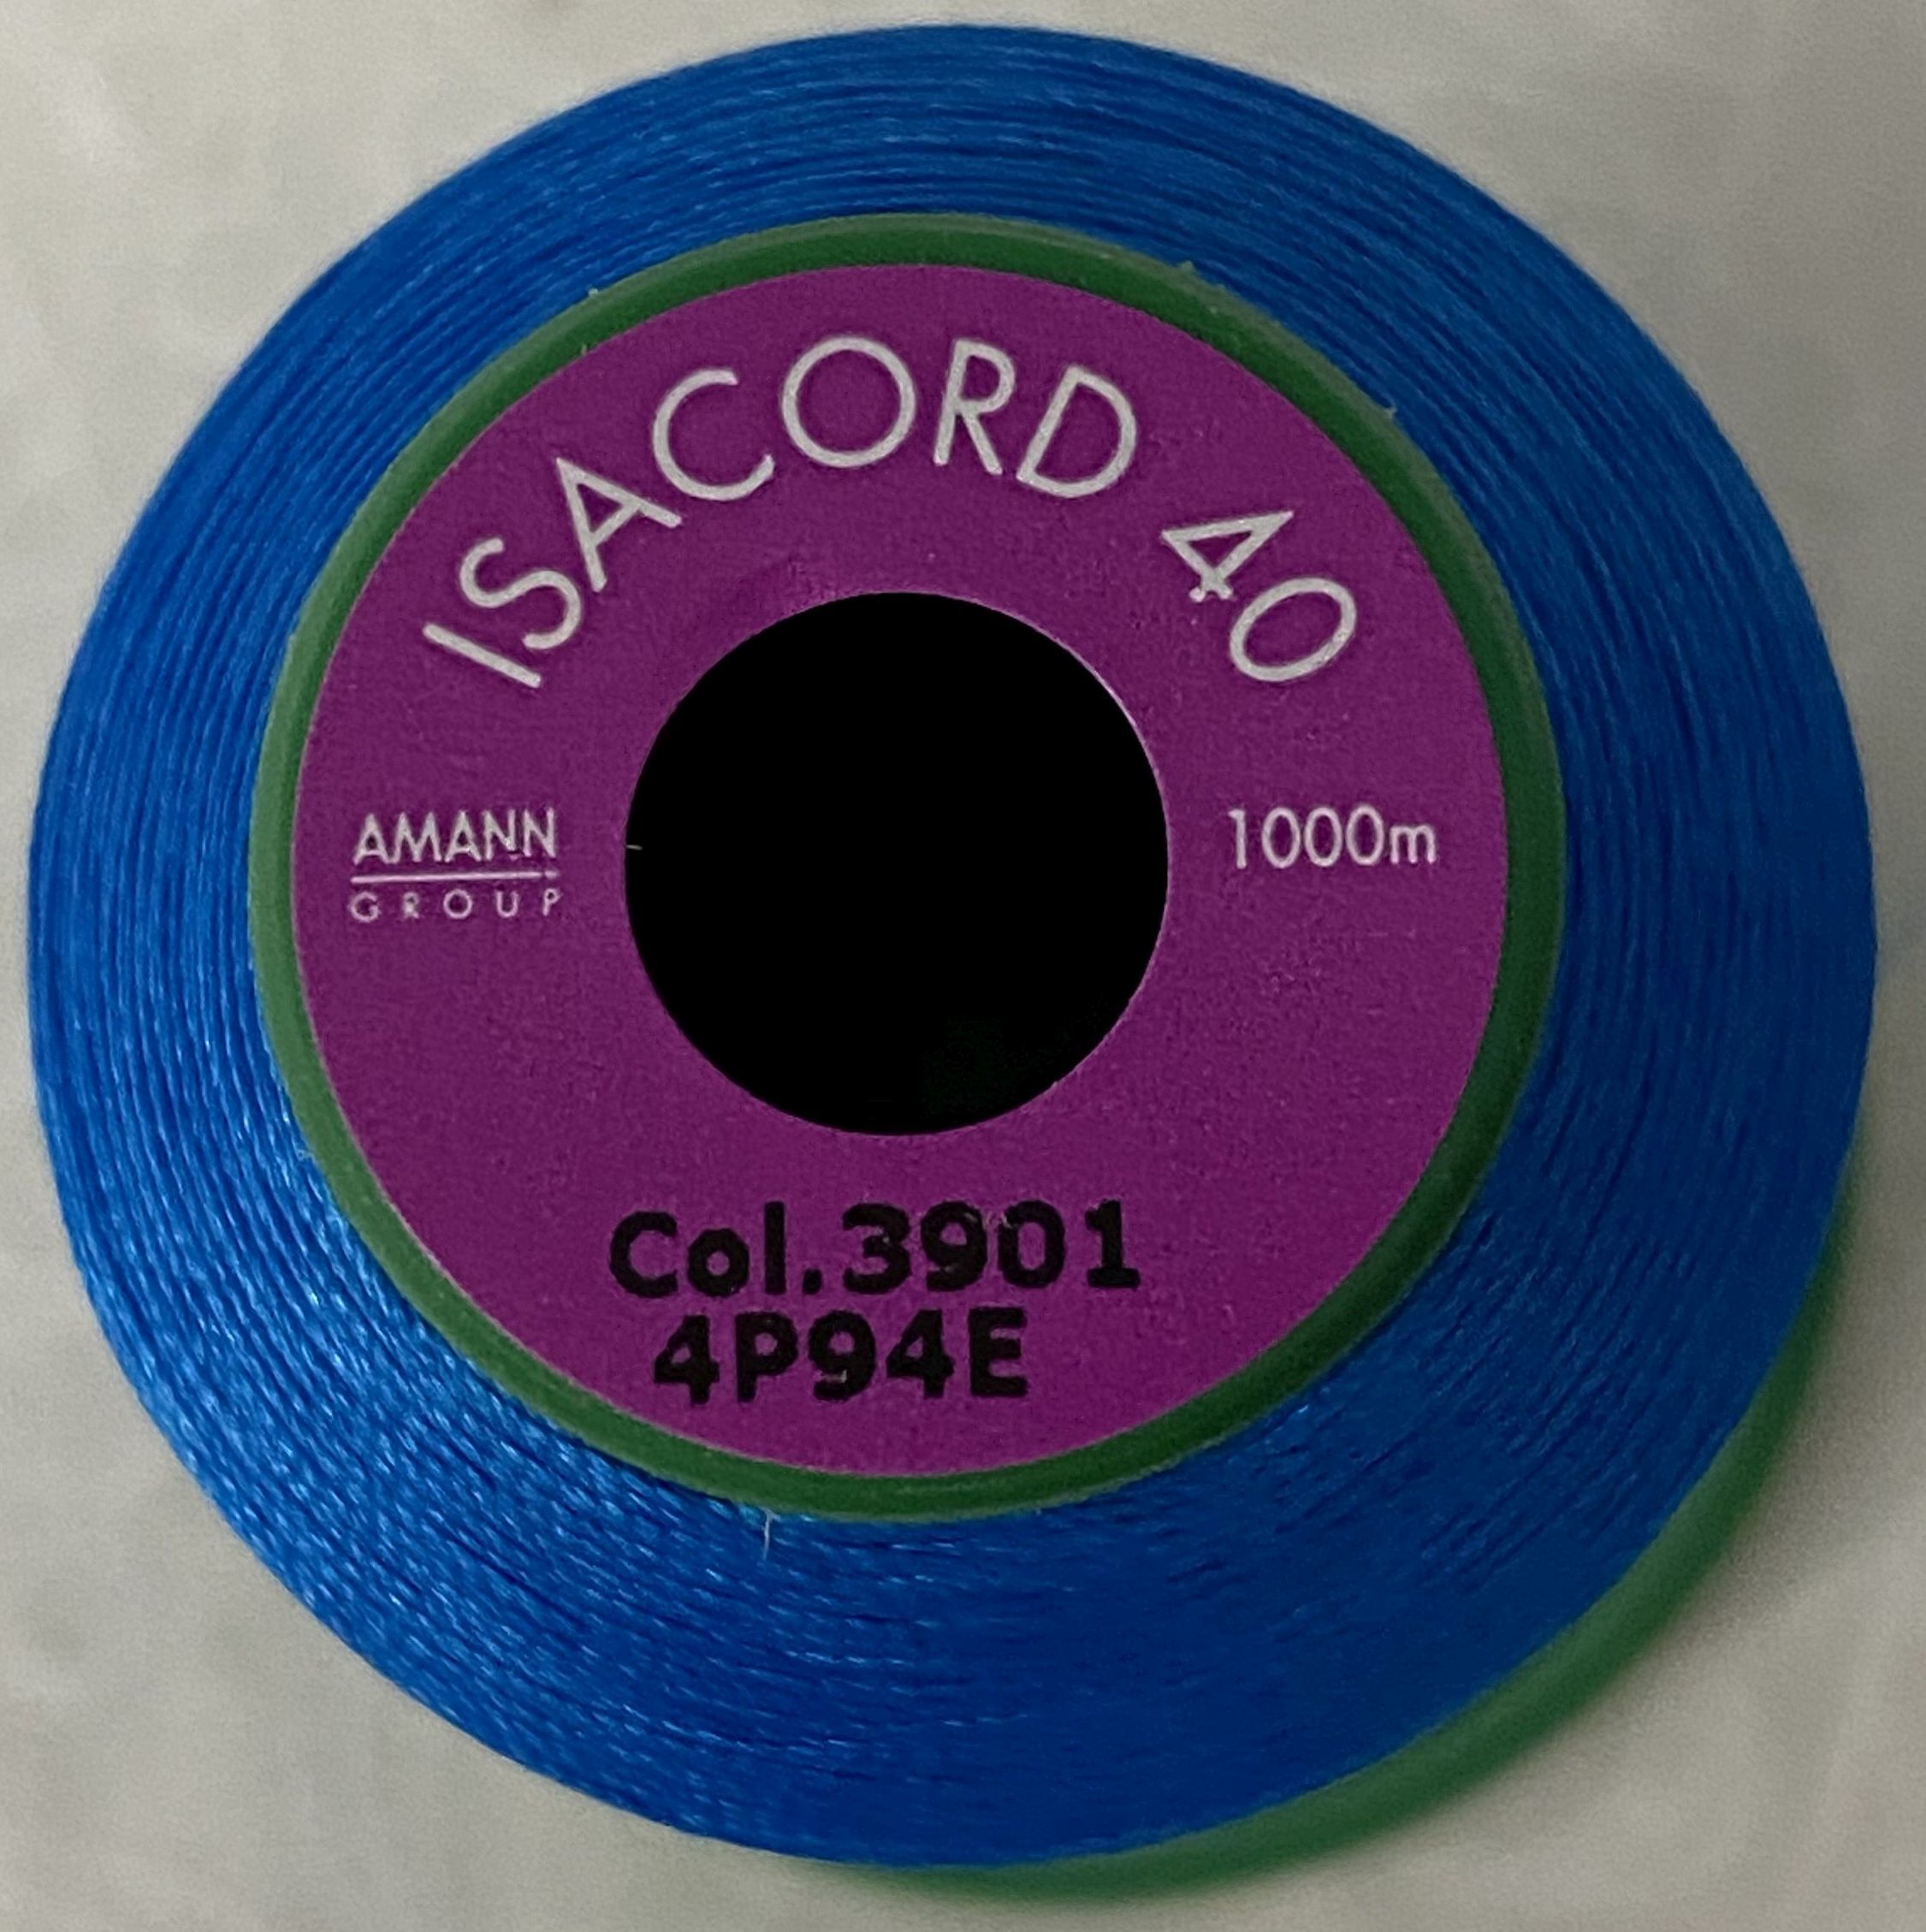 ISACORD 40
AMANN
GROUP
1000m
Col.3901
4P94E